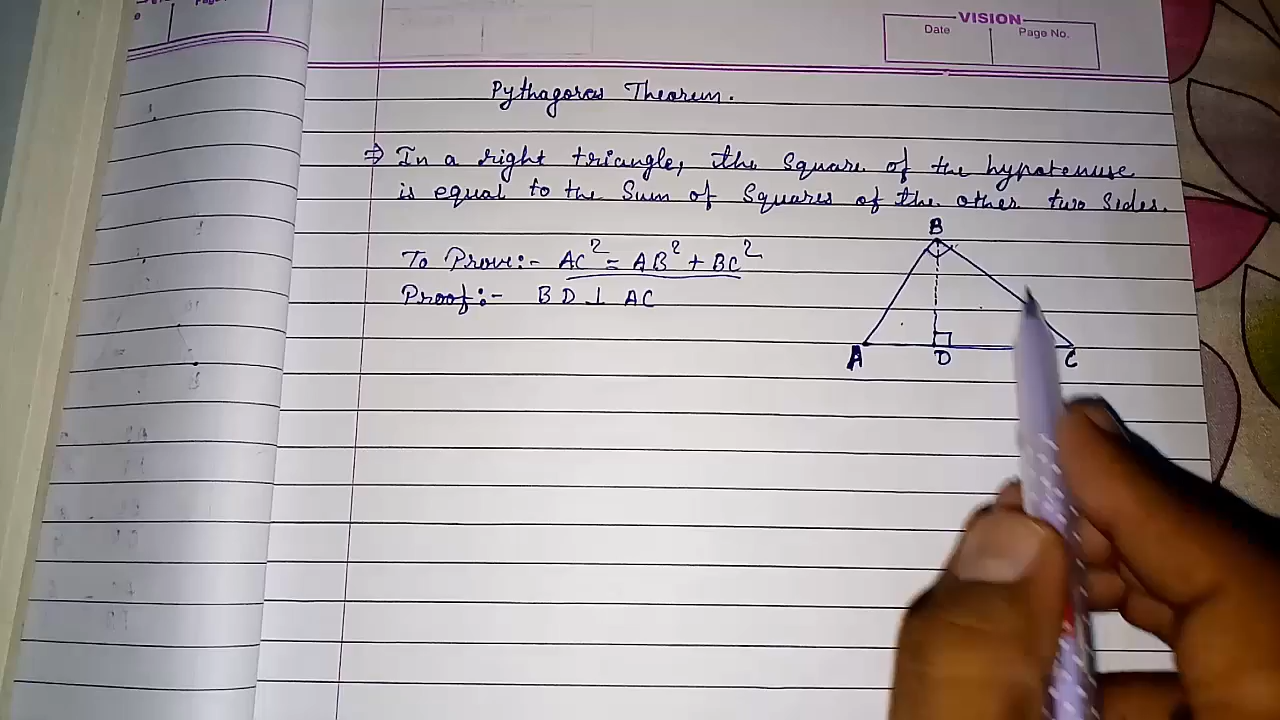 VISION
Date
Page No.
Pythagoras Theorem.
⇒ In a right triangle, the Square of the hypotenuse
is equal to the Sum of Squares of the other two Sides.
To Prove:- AC² = AB² + BC²
Proof:- BD ⊥ AC
B
A
D
C